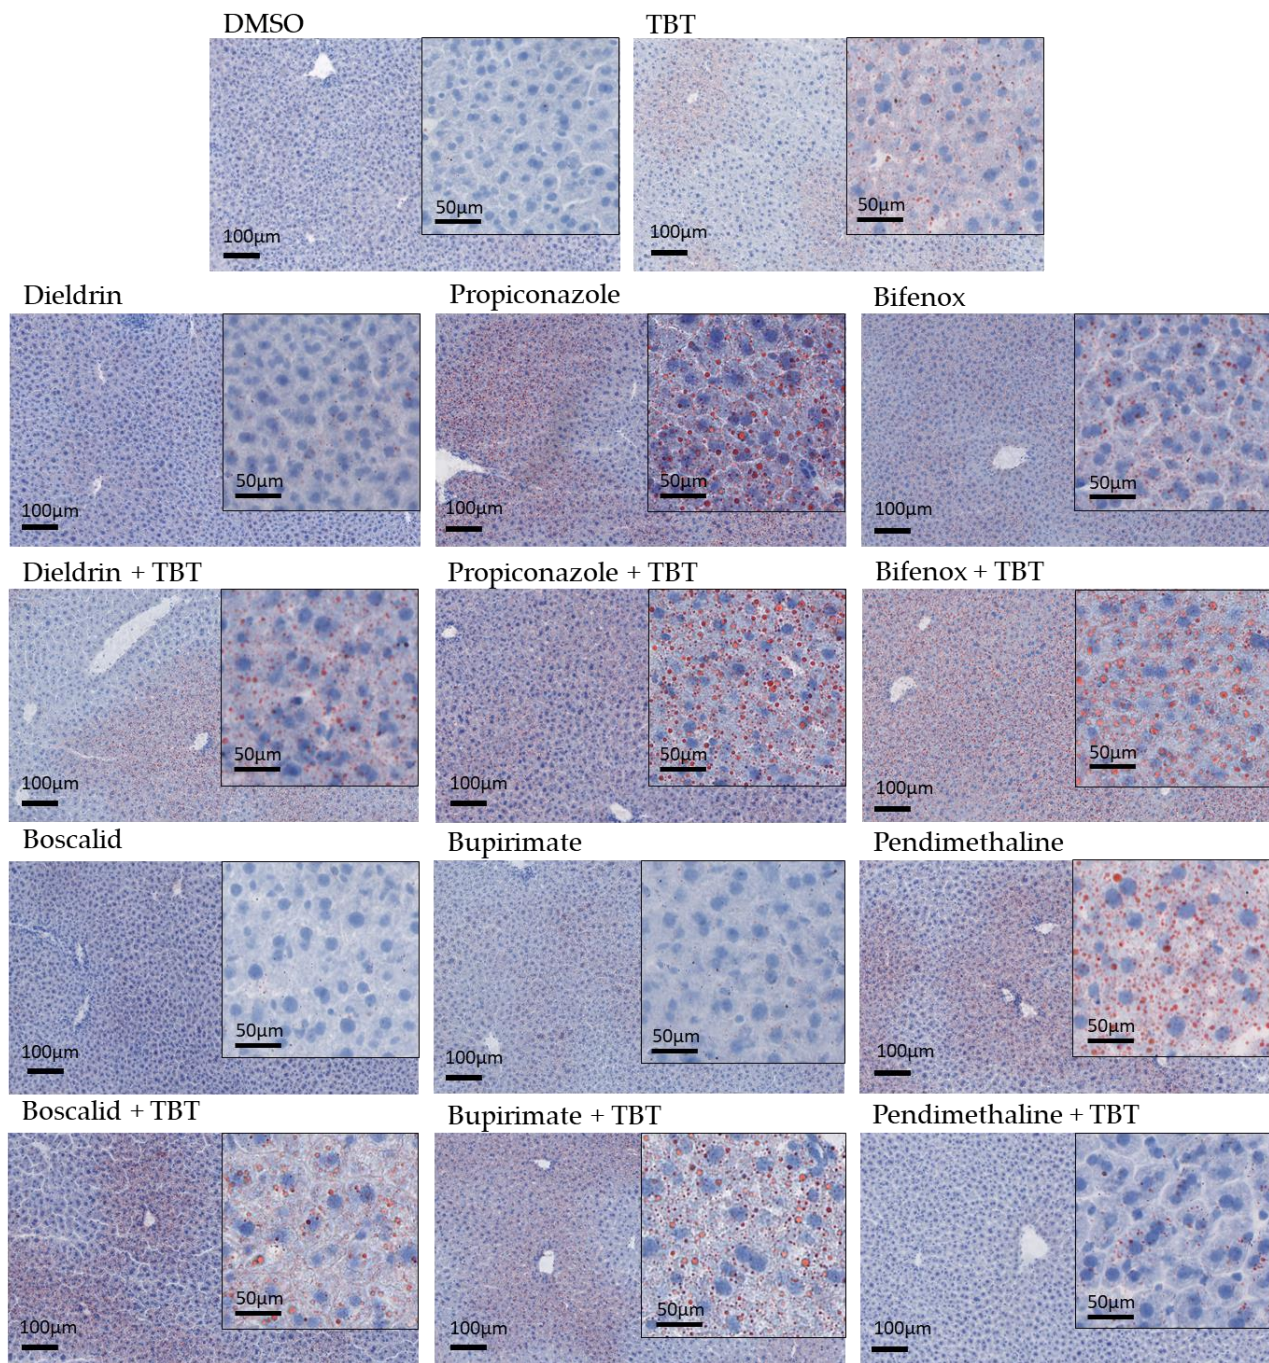 DMSO TBT
50µm 50µm
100µm 100µm
Dieldrin Propiconazole Bifenox
50µm 50µm 50µm
100µm 100µm 100µm
Dieldrin + TBT Propiconazole + TBT Bifenox + TBT
50µm 50µm 50µm
100µm 100µm 100µm
Boscalid Bupirimate Pendimethaline
50µm 50µm 50µm
100µm 100µm 100µm
Boscalid + TBT Bupirimate + TBT Pendimethaline + TBT
50µm 50µm 50µm
100µm 100µm 100µm